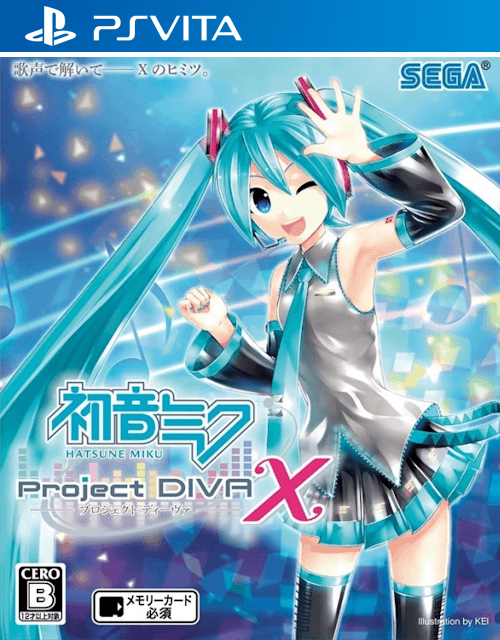 PSVITA
歌声で解いて――Xのヒミツ。
SEGA®
初音ミク
HATSUNE MIKU
Project DIVA X
プロジェクト ディーヴァ
CERO
B
12才以上対象
メモリーカード
必須
Illustration by KEI